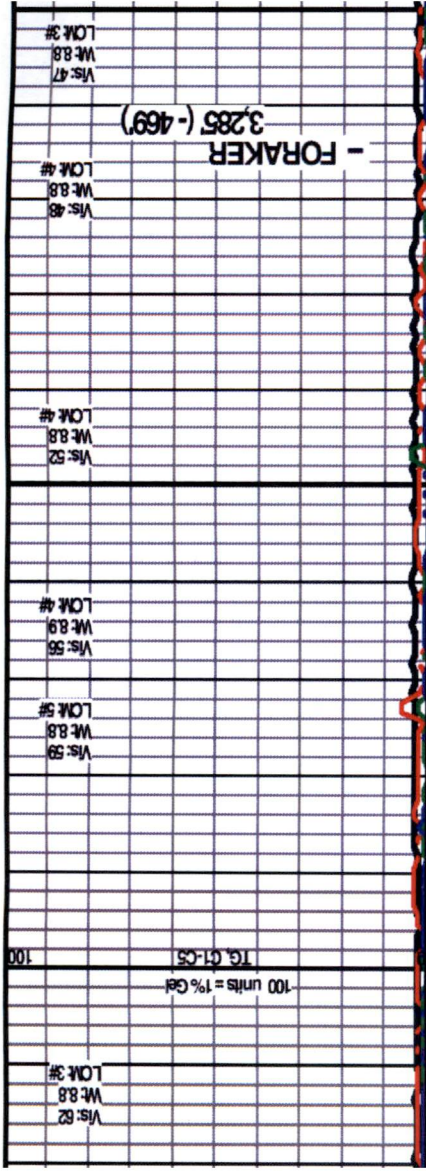 Vis: 62
Wt: 8.8
LCM: 3#
100 units = 1% Gel
TG, C1-C5
100
Vis: 59
Wt: 8.8
LCM: 5#
Vis: 56
Wt: 8.9
LCM: 4#
Vis: 52
Wt: 8.8
LCM: 4#
Vis: 48
Wt: 8.8
LCM: 4#
– FORAKER
3,285' (-469')
Vis: 47
Wt: 8.8
LCM: 3#